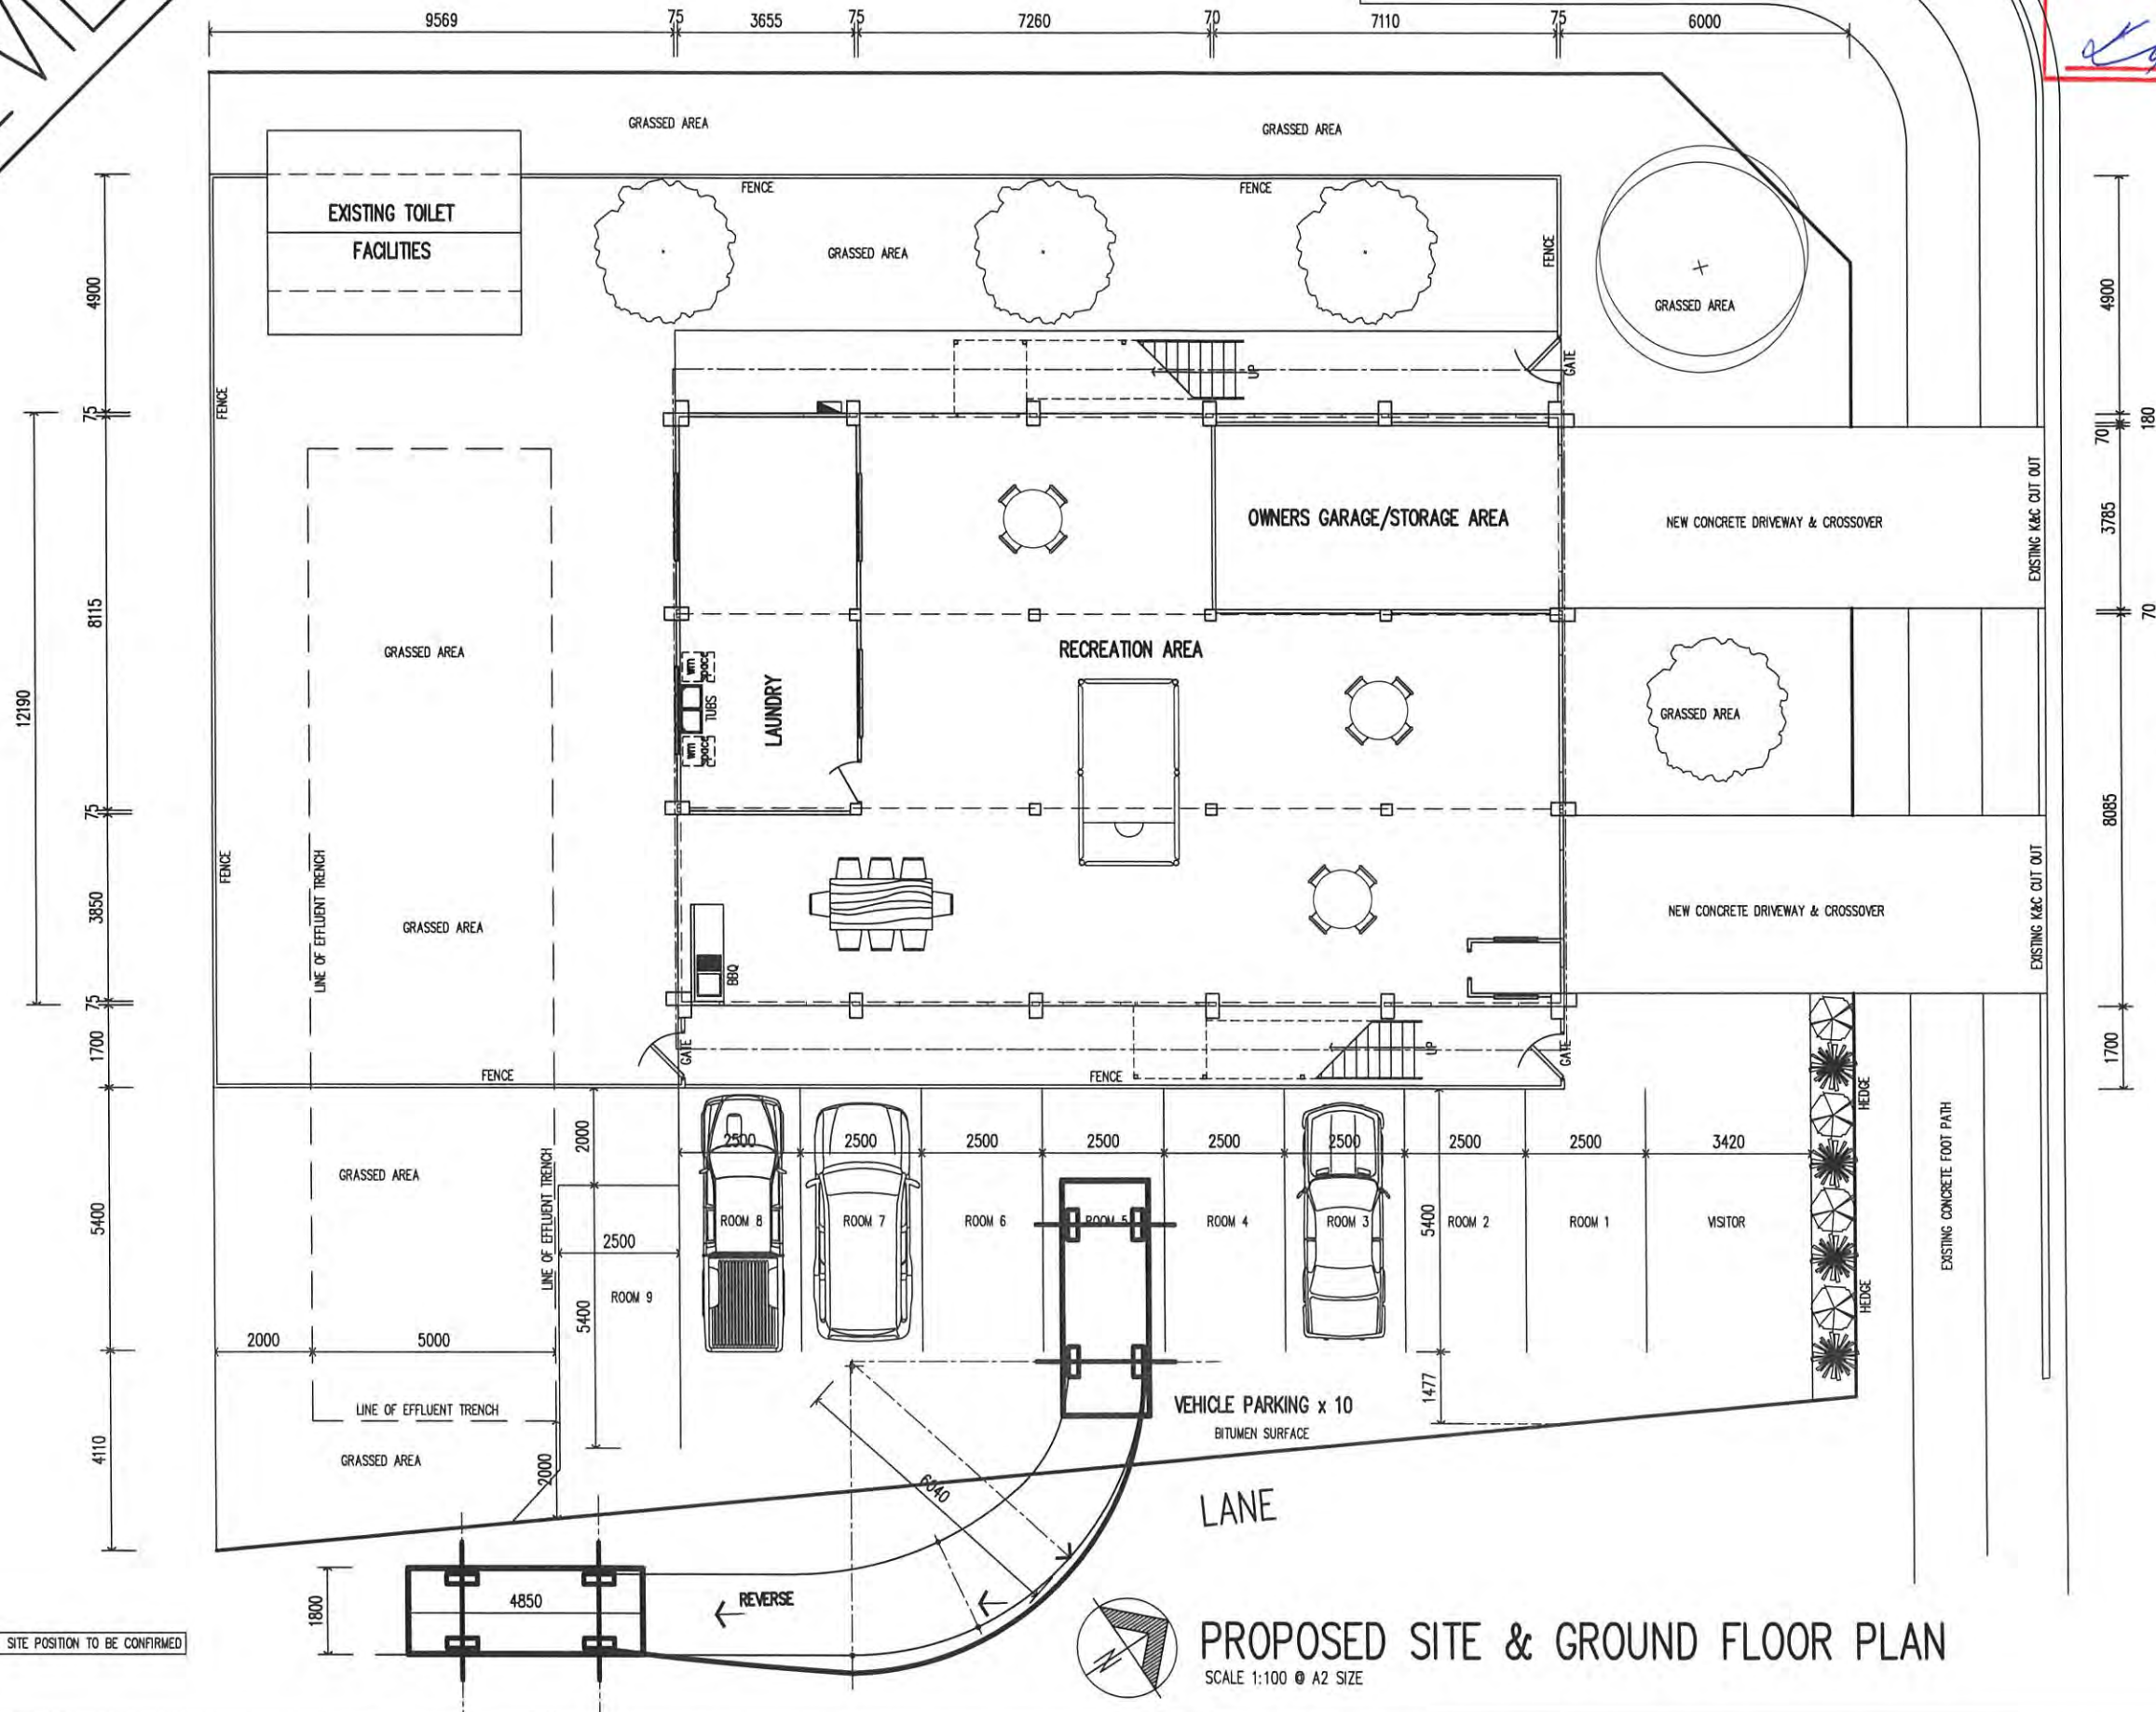 9569 75 3655 75 7260 70 7110 75 6000
GRASSED AREA
GRASSED AREA
FENCE
FENCE
EXISTING TOILET
FACILITIES
GRASSED AREA
FENCE
GRASSED AREA
4900
4900
UP
GATE
FENCE
75
180
70
OWNERS GARAGE/STORAGE AREA
NEW CONCRETE DRIVEWAY & CROSSOVER
EXISTING K&C CUT OUT
3785
8115
70
GRASSED AREA
RECREATION AREA
12190
wm
space
TUBS
wm
space
LAUNDRY
GRASSED AREA
75
8085
FENCE
LINE OF EFFLUENT TRENCH
3850
GRASSED AREA
NEW CONCRETE DRIVEWAY & CROSSOVER
EXISTING K&C CUT OUT
BBQ
75
1700
GATE
UP
GATE
1700
FENCE
FENCE
HEDGE
2000
2500 2500 2500 2500 2500 2500 2500 2500 3420
EXISTING CONCRETE FOOT PATH
GRASSED AREA
LINE OF EFFLUENT TRENCH
5400
ROOM 8 ROOM 7 ROOM 6 ROOM 5 ROOM 4 ROOM 3 5400 ROOM 2 ROOM 1 VISITOR
2500
ROOM 9
HEDGE
5400
2000 5000
1477
LINE OF EFFLUENT TRENCH
VEHICLE PARKING x 10
BITUMEN SURFACE
4110
GRASSED AREA
2000
6040
LANE
1800
4850
REVERSE
SITE POSITION TO BE CONFIRMED
N
PROPOSED SITE & GROUND FLOOR PLAN
SCALE 1:100 @ A2 SIZE